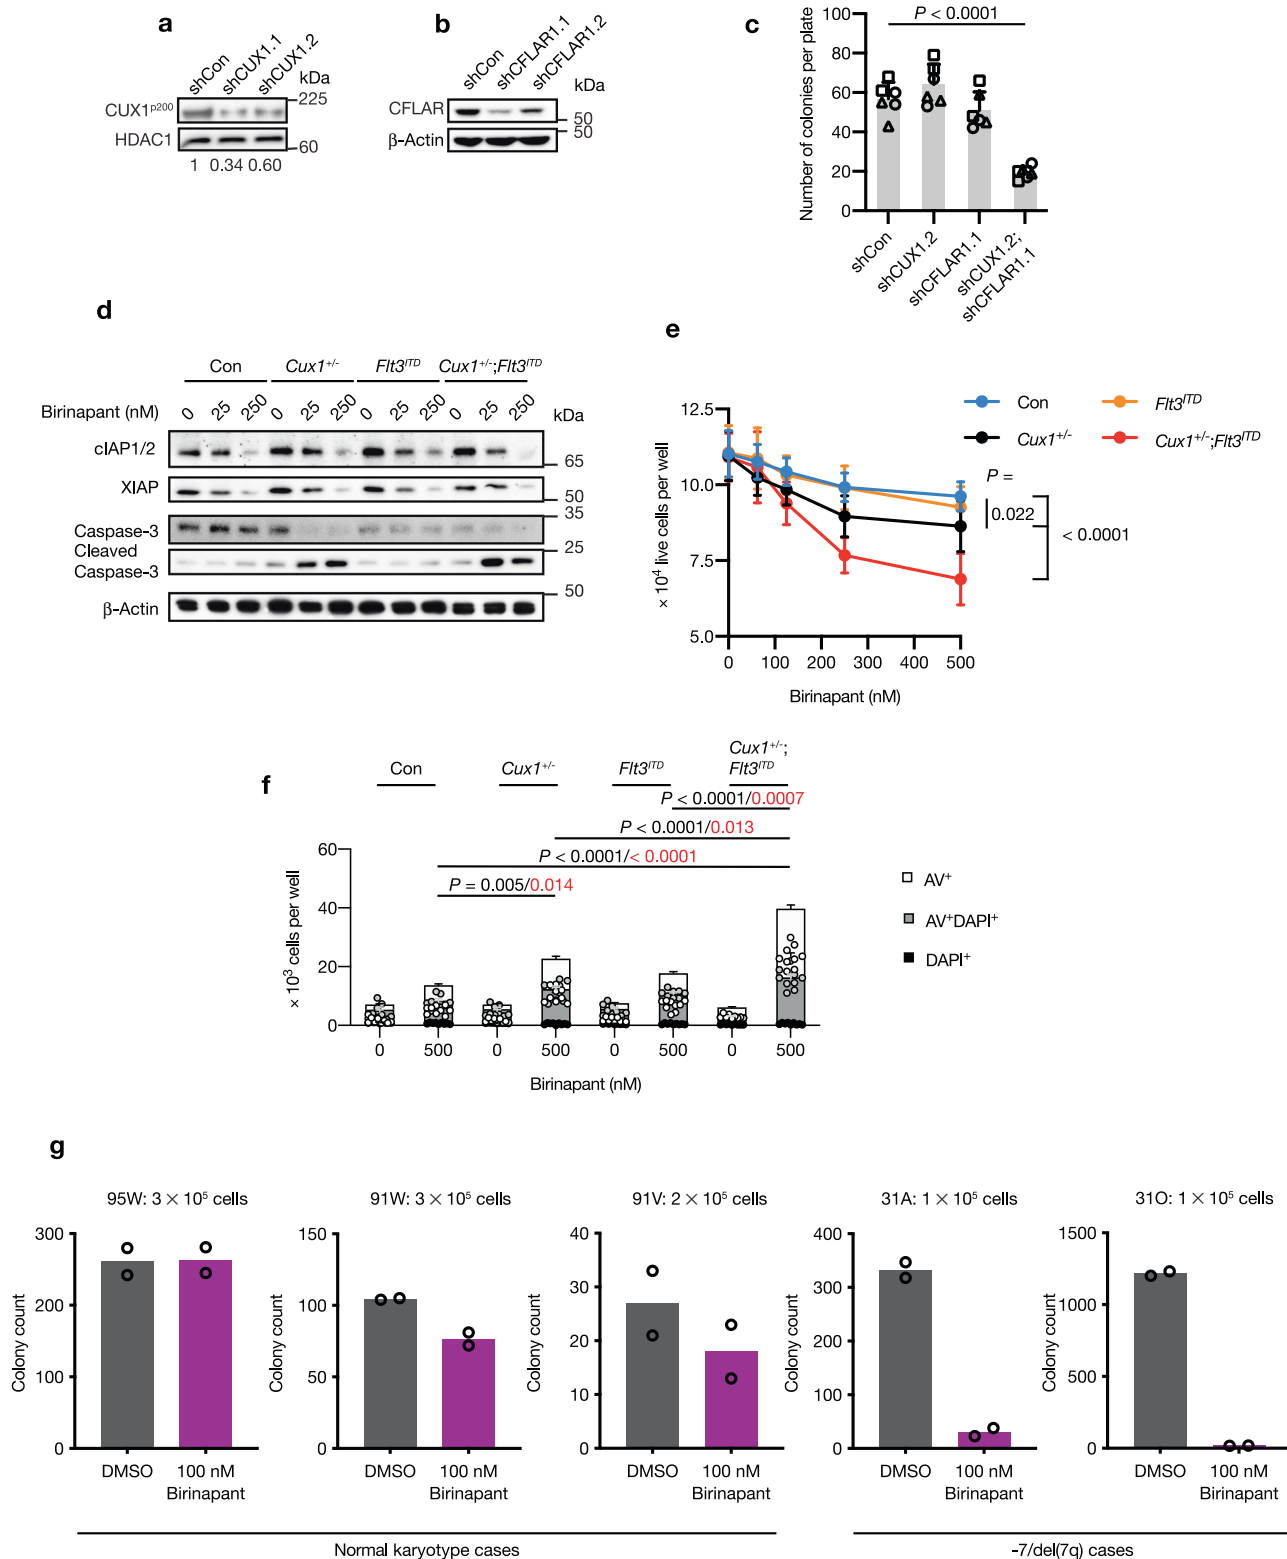 a
shCon
shCUX1.1
shCUX1.2
kDa
CUX1p200
225
HDAC1
60
1 0.34 0.60
b
shCon
shCFLAR1.1
shCFLAR1.2
kDa
CFLAR
50
β-Actin
50
c
P < 0.0001
Number of colonies per plate
100
80
60
40
20
0
shCon
shCUX1.2
shCFLAR1.1
shCUX1.2;
shCFLAR1.1
d
Con Cux1+/- Flt3ITD Cux1+/-;Flt3ITD
Birinapant (nM) 0 25 250 0 25 250 0 25 250 0 25 250 kDa
cIAP1/2
65
XIAP
50
35
Caspase-3
Cleaved
Caspase-3
25
50
β-Actin
e
× 10⁴ live cells per well
12.5
10.0
7.5
5.0
0 100 200 300 400 500
Birinapant (nM)
Con Flt3ITD
Cux1+/- Cux1+/-;Flt3ITD
P =
0.022
< 0.0001
f
Con Cux1+/- Flt3ITD Cux1+/-;
Flt3ITD
P < 0.0001/0.0007
P < 0.0001/0.013
P < 0.0001/< 0.0001
P = 0.005/0.014
× 10³ cells per well
60
40
20
0
0 500 0 500 0 500 0 500
Birinapant (nM)
AV+
AV+DAPI+
DAPI+
g
95W: 3 × 10⁵ cells
Colony count
300
200
100
0
DMSO 100 nM
Birinapant
91W: 3 × 10⁵ cells
Colony count
150
100
50
0
DMSO 100 nM
Birinapant
91V: 2 × 10⁵ cells
Colony count
40
30
20
10
0
DMSO 100 nM
Birinapant
31A: 1 × 10⁵ cells
Colony count
400
300
200
100
0
DMSO 100 nM
Birinapant
31O: 1 × 10⁵ cells
Colony count
1500
1000
500
0
DMSO 100 nM
Birinapant
Normal karyotype cases
-7/del(7q) cases